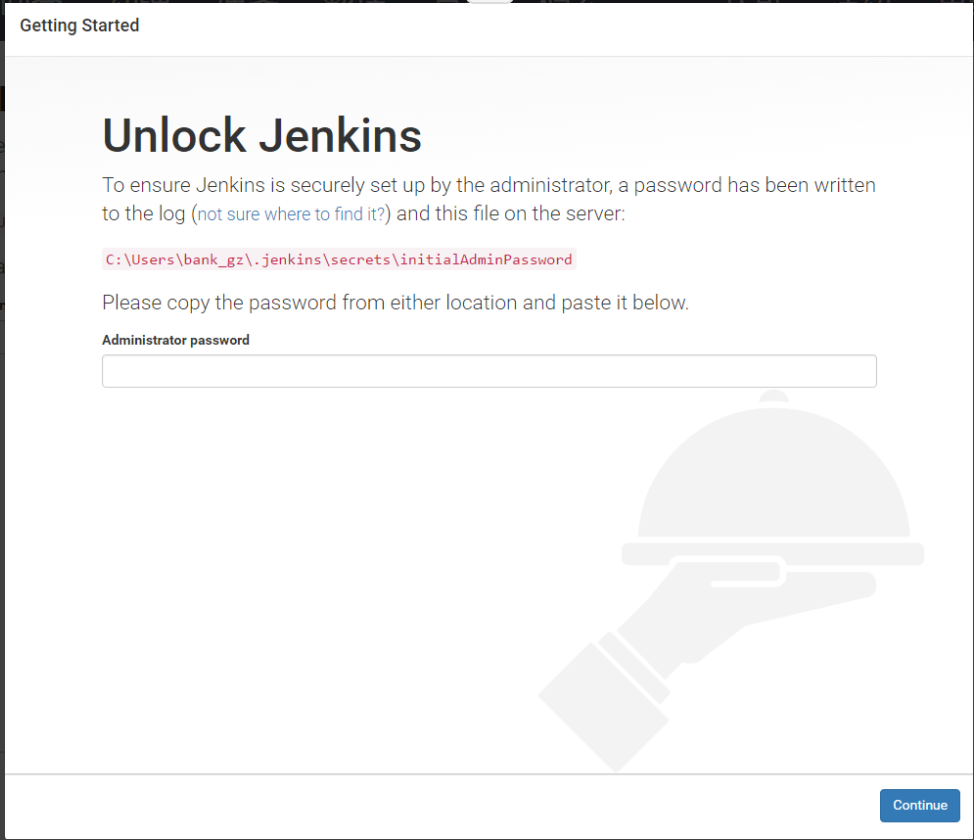 Getting Started
Unlock Jenkins
To ensure Jenkins is securely set up by the administrator, a password has been written
to the log (not sure where to find it?) and this file on the server:
C:\Users\bank_gz\.jenkins\secrets\initialAdminPassword
Please copy the password from either location and paste it below.
Administrator password
Continue